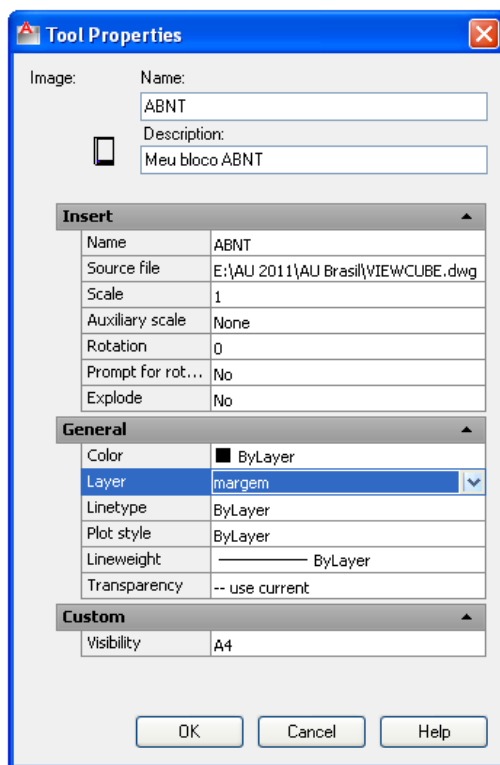 Tool Properties
Image:
Name:
ABNT
Description:
Meu bloco ABNT
Insert
Name ABNT
Source file E:\AU 2011\AU Brasil\VIEWCUBE.dwg
Scale 1
Auxiliary scale None
Rotation 0
Prompt for rot... No
Explode No
General
Color ByLayer
Layer margem
Linetype ByLayer
Plot style ByLayer
Lineweight ByLayer
Transparency -- use current
Custom
Visibility A4
OK Cancel Help